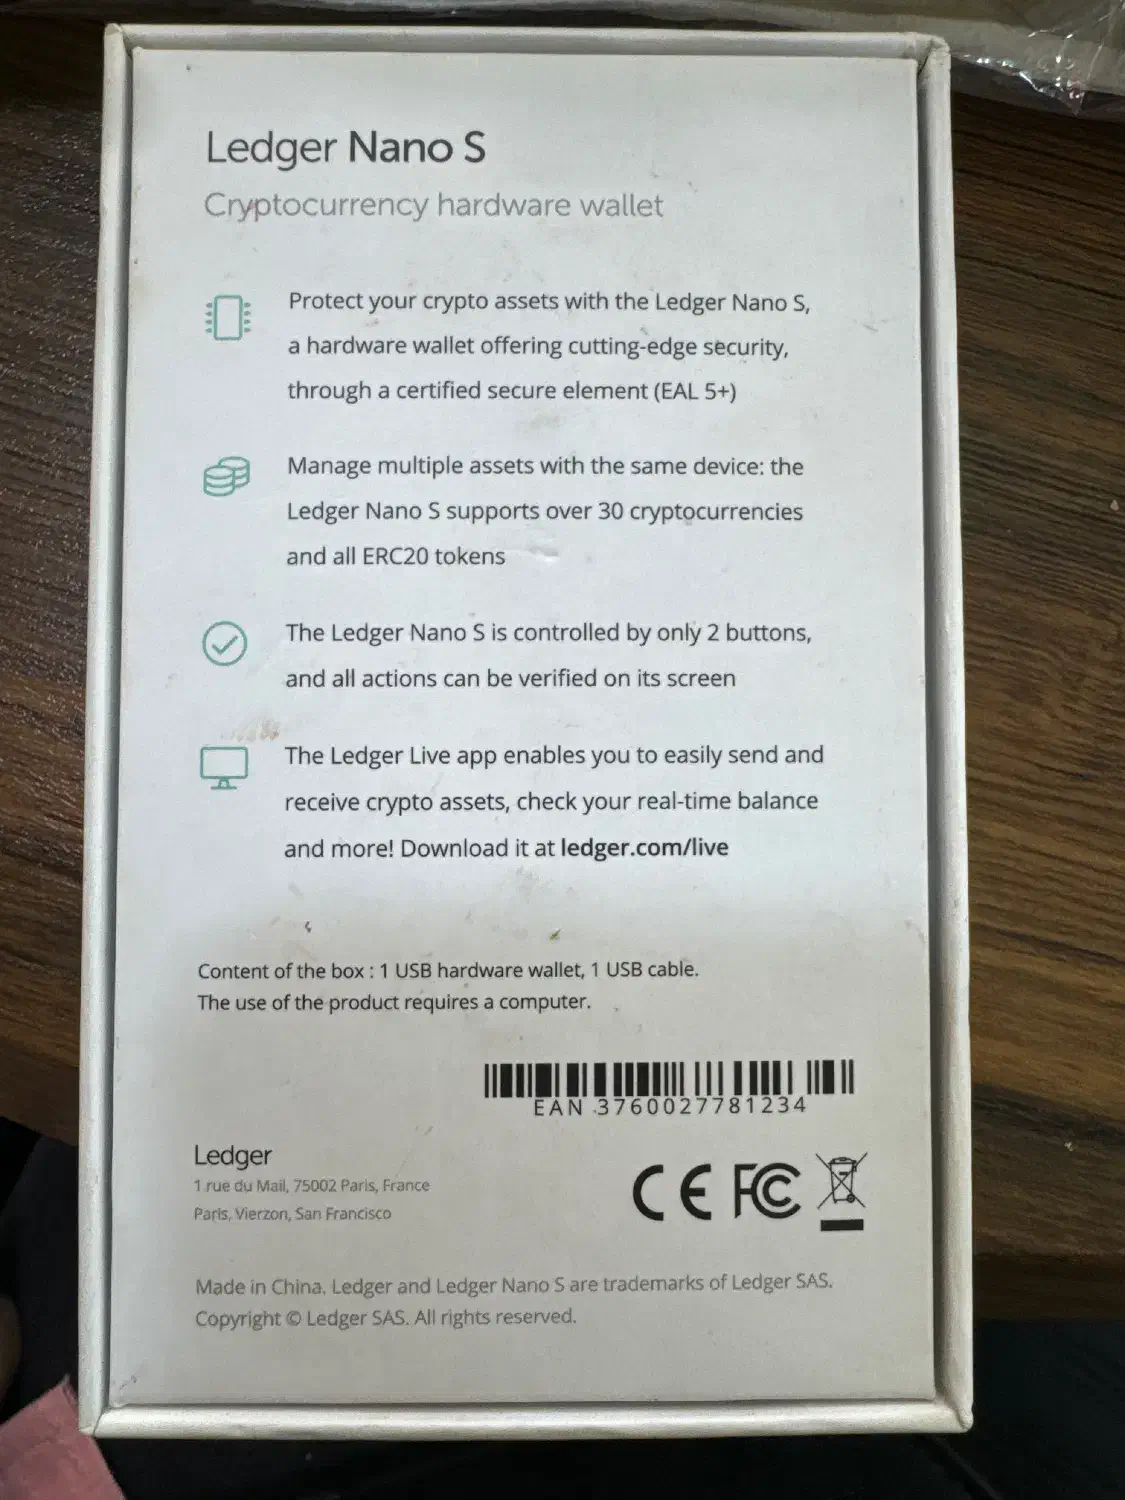 Ledger Nano S
Cryptocurrency hardware wallet
Protect your crypto assets with the Ledger Nano S,
a hardware wallet offering cutting-edge security,
through a certified secure element (EAL 5+)
Manage multiple assets with the same device: the
Ledger Nano S supports over 30 cryptocurrencies
and all ERC20 tokens
The Ledger Nano S is controlled by only 2 buttons,
and all actions can be verified on its screen
The Ledger Live app enables you to easily send and
receive crypto assets, check your real-time balance
and more! Download it at ledger.com/live
Content of the box : 1 USB hardware wallet, 1 USB cable.
The use of the product requires a computer.
EAN 3760027781234
Ledger
1 rue du Mail, 75002 Paris, France
Paris, Vierzon, San Francisco
CE FC
Made in China. Ledger and Ledger Nano S are trademarks of Ledger SAS.
Copyright © Ledger SAS. All rights reserved.